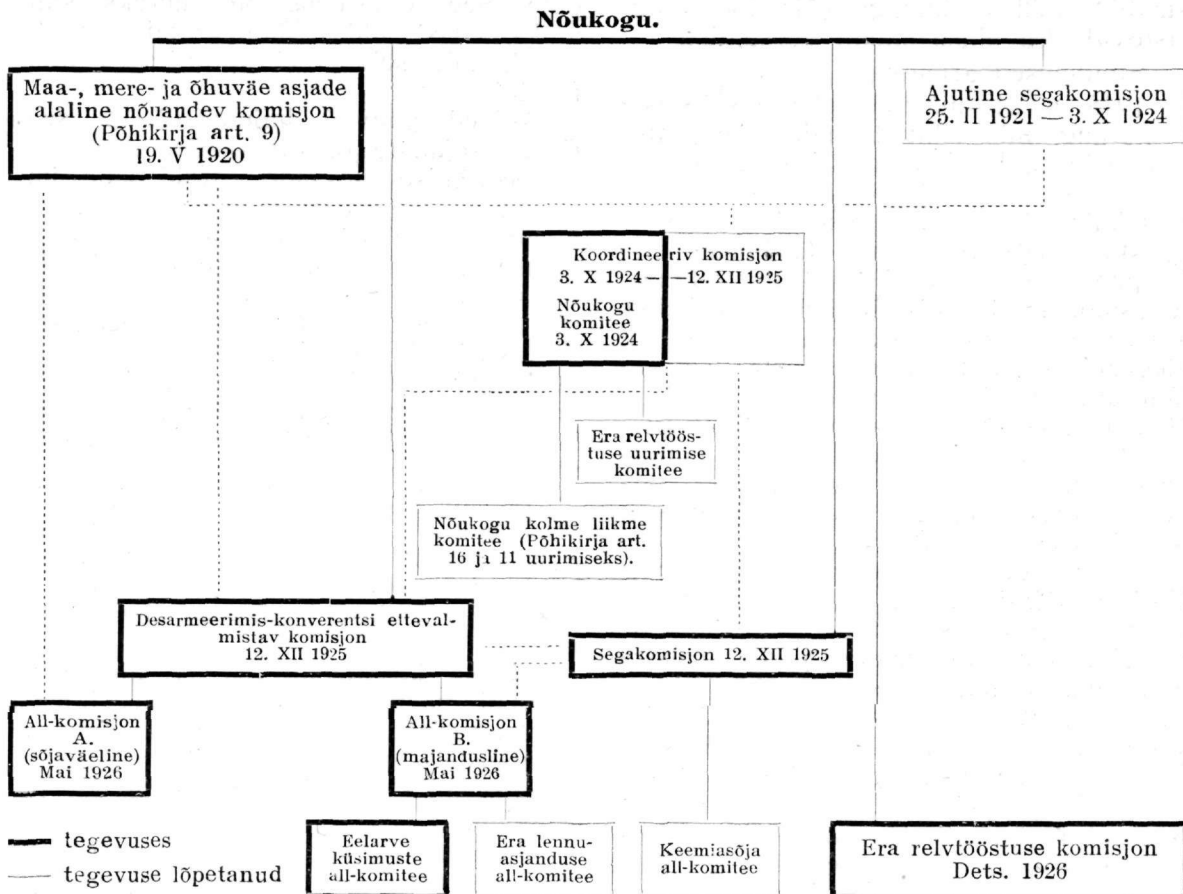 Nõukogu.
Maa-, mere- ja õhuväe asjade
alaline nõuandev komisjon
(Põhikirja art. 9)
19. V 1920
Ajutine segakomisjon
25. II 1921 — 3. X 1924
Koordineeriv komisjon
3. X 1924 — —12. XII 1925
Nõukogu
komitee
3. X 1924
Era relvtöös-
tuse uurimise
komitee
Nõukogu kolme liikme
komitee (Põhikirja art.
16 ja 11 uurimiseks).
Desarmeerimis-konverentsi etteval-
mistav komisjon
12. XII 1925
Segakomisjon 12. XII 1925
All-komisjon
A.
(sõjaväeline)
Mai 1926
All-komisjon
B.
(majandusline)
Mai 1926
Eelarve
küsimuste
all-komitee
Era lennu-
asjanduse
all-komitee
Keemiasõja
all-komitee
Era relvtööstuse komisjon
Dets. 1926
tegevuses
tegevuse lõpetanud